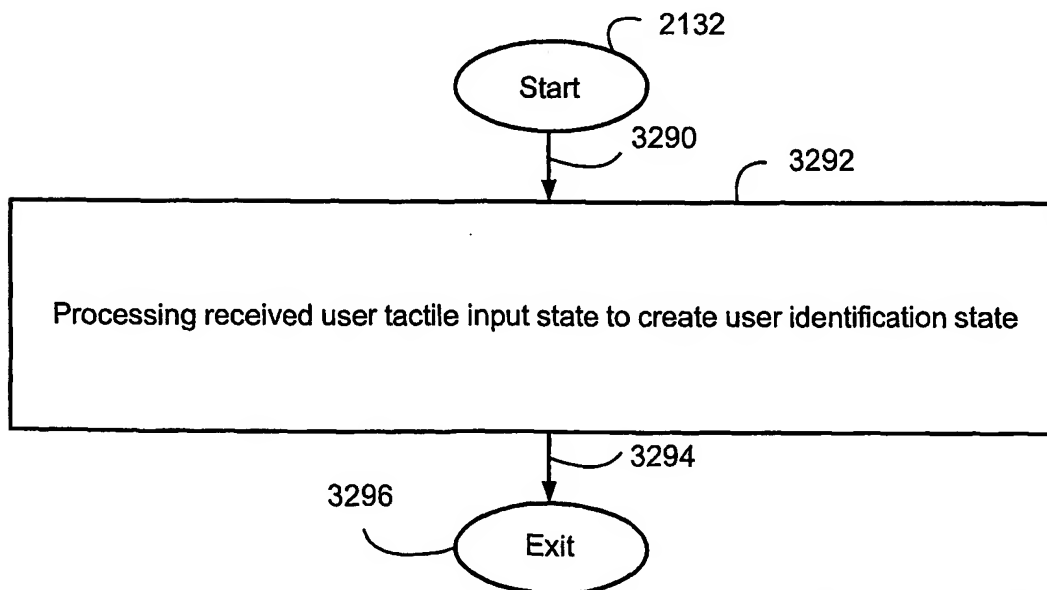 2132
Start
3290
3292
Processing received user tactile input state to create user identification state
3294
3296
Exit